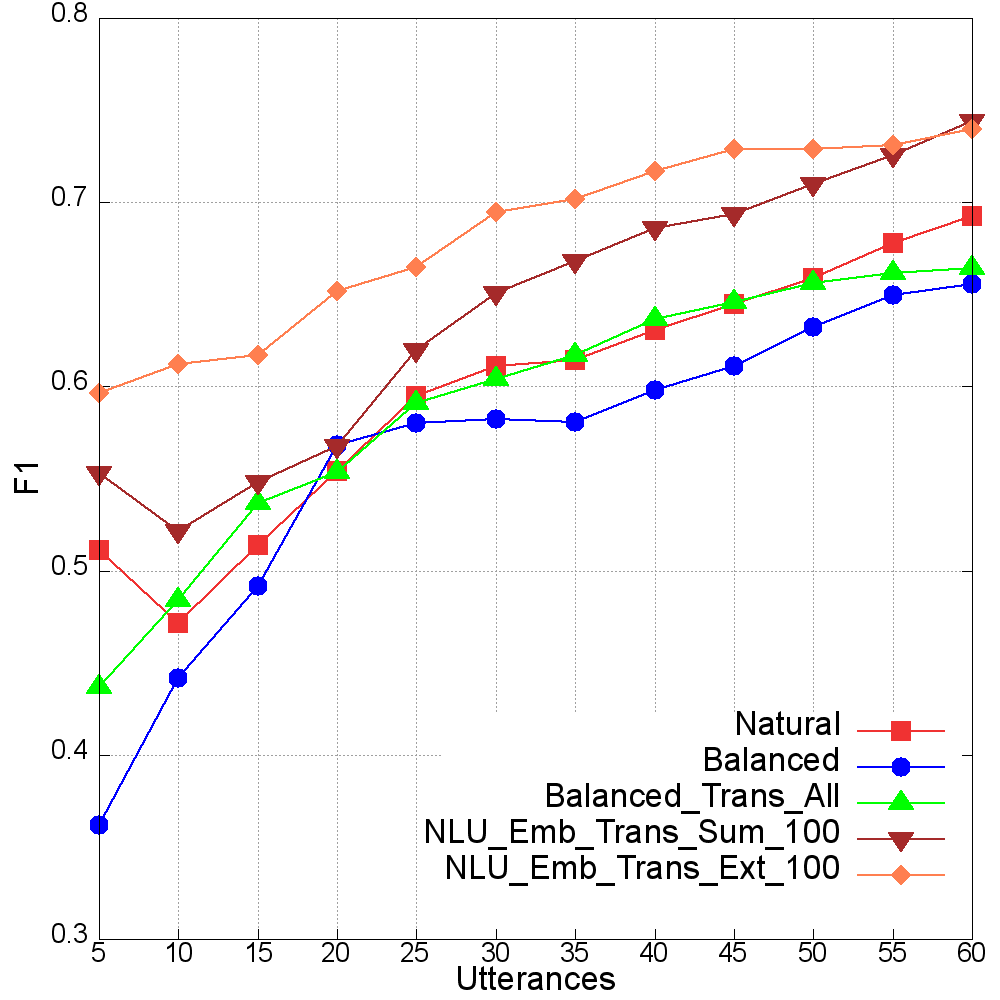 0.8
0.7
0.6
0.5
0.4
0.3
F1
Natural
Balanced
Balanced_Trans_All
NLU_Emb_Trans_Sum_100
NLU_Emb_Trans_Ext_100
5 10 15 20 25 30 35 40 45 50 55 60
Utterances